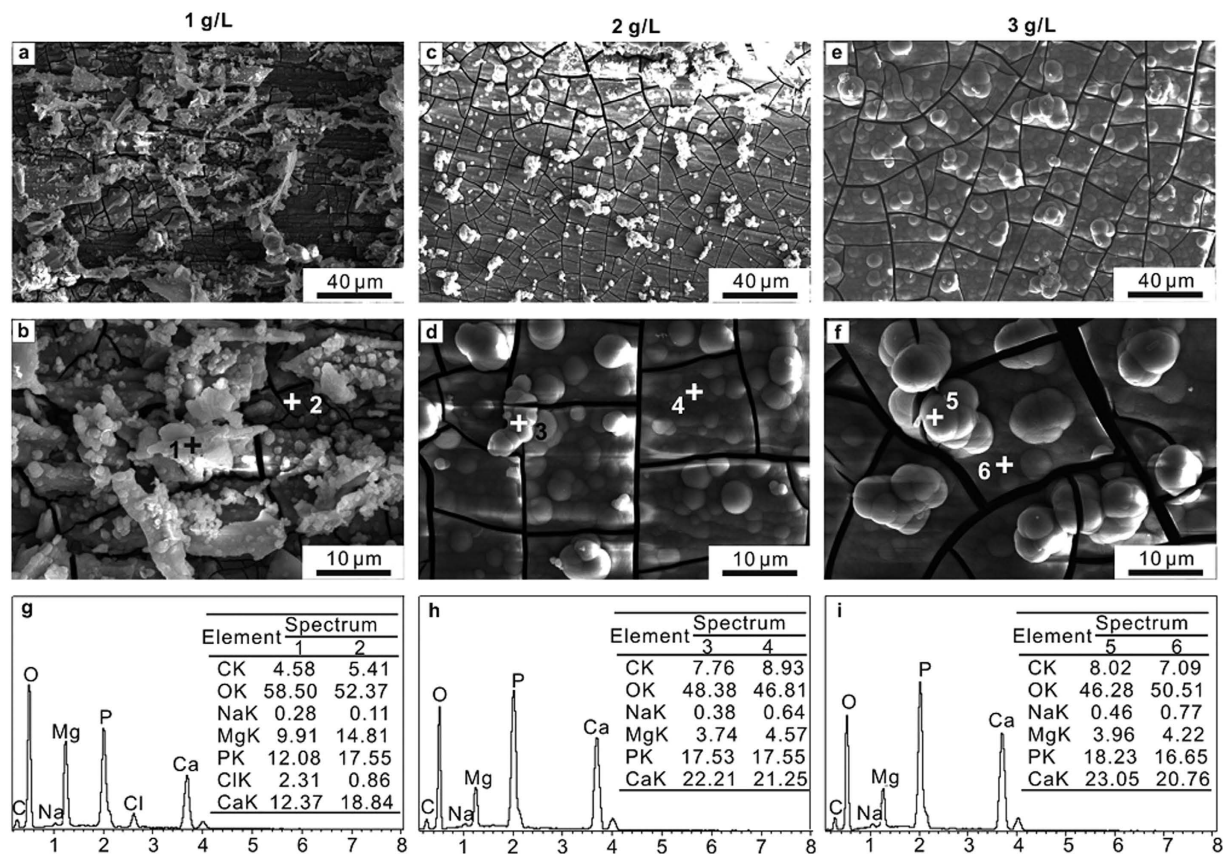 1 g/L 2 g/L 3 g/L
a c e
40 µm 40 µm 40 µm
b d f
1 2 3 4 5 6
10 µm 10 µm 10 µm
g
Element Spectrum
1 2
CK 4.58 5.41
OK 58.50 52.37
NaK 0.28 0.11
MgK 9.91 14.81
PK 12.08 17.55
ClK 2.31 0.86
CaK 12.37 18.84
C O Na Mg P Cl Ca
1 2 3 4 5 6 7 8
h
Element Spectrum
3 4
CK 7.76 8.93
OK 48.38 46.81
NaK 0.38 0.64
MgK 3.74 4.57
PK 17.53 17.55
CaK 22.21 21.25
C O Na Mg P Ca
1 2 3 4 5 6 7 8
i
Element Spectrum
5 6
CK 8.02 7.09
OK 46.28 50.51
NaK 0.46 0.77
MgK 3.96 4.22
PK 18.23 16.65
CaK 23.05 20.76
C O Na Mg P Ca
1 2 3 4 5 6 7 8